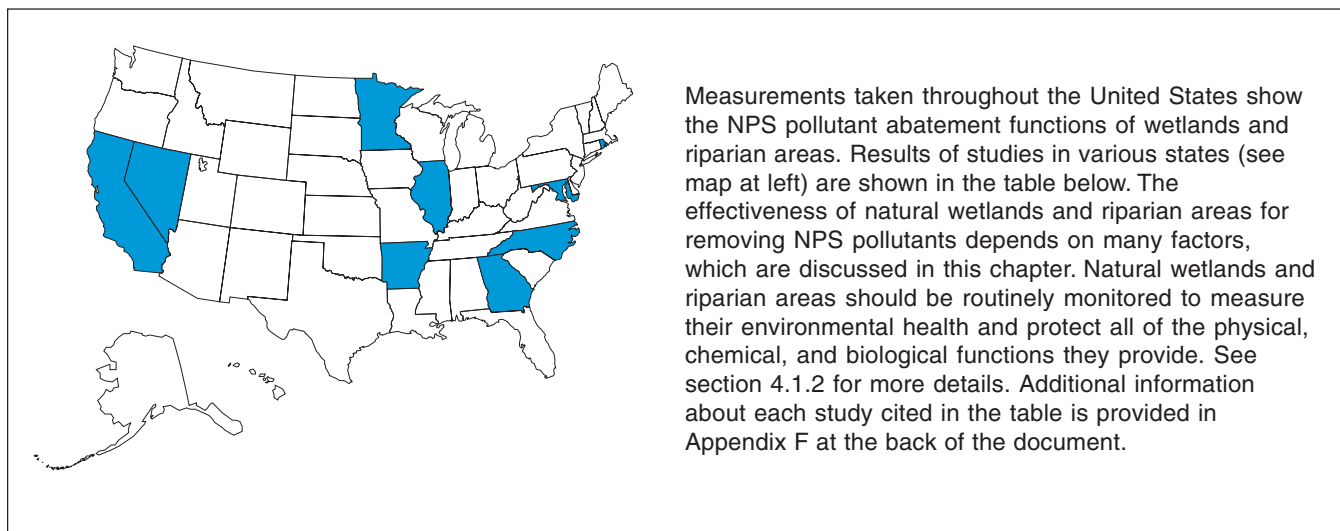 Measurements taken throughout the United States show
the NPS pollutant abatement functions of wetlands and
riparian areas. Results of studies in various states (see
map at left) are shown in the table below. The
effectiveness of natural wetlands and riparian areas for
removing NPS pollutants depends on many factors,
which are discussed in this chapter. Natural wetlands and
riparian areas should be routinely monitored to measure
their environmental health and protect all of the physical,
chemical, and biological functions they provide. See
section 4.1.2 for more details. Additional information
about each study cited in the table is provided in
Appendix F at the back of the document.